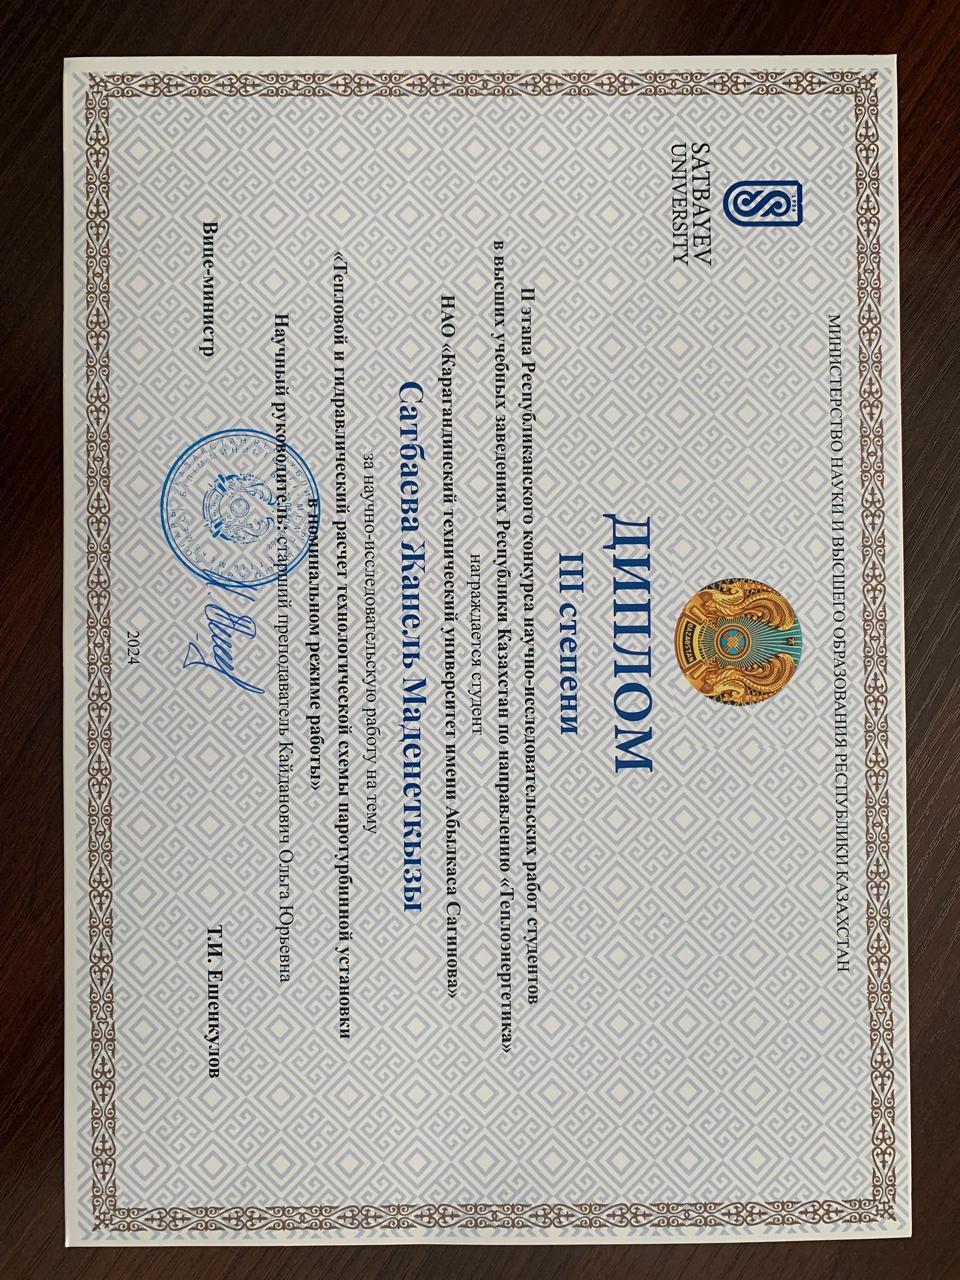 МИНИСТЕРСТВО НАУКИ И ВЫСШЕГО ОБРАЗОВАНИЯ РЕСПУБЛИКИ КАЗАХСТАН
1934
SATBAYEV
UNIVERSITY
QAZAQSTAN
ДИПЛОМ
III степени
II этапа Республиканского конкурса научно-исследовательских работ студентов
в высших учебных заведениях Республики Казахстан по направлению «Теплоэнергетика»
награждается студент
НАО «Карагандинский технический университет имени Абылкаса Сагинова»
Сатбаева Жанель Маденеткызы
за научно-исследовательскую работу на тему
«Тепловой и гидравлический расчет технологической схемы паротурбинной установки
в номинальном режиме работы»
Научный руководитель: старший преподаватель Кайданович Ольга Юрьевна
Вице-министр
Т.И. Ешенкулов
2024